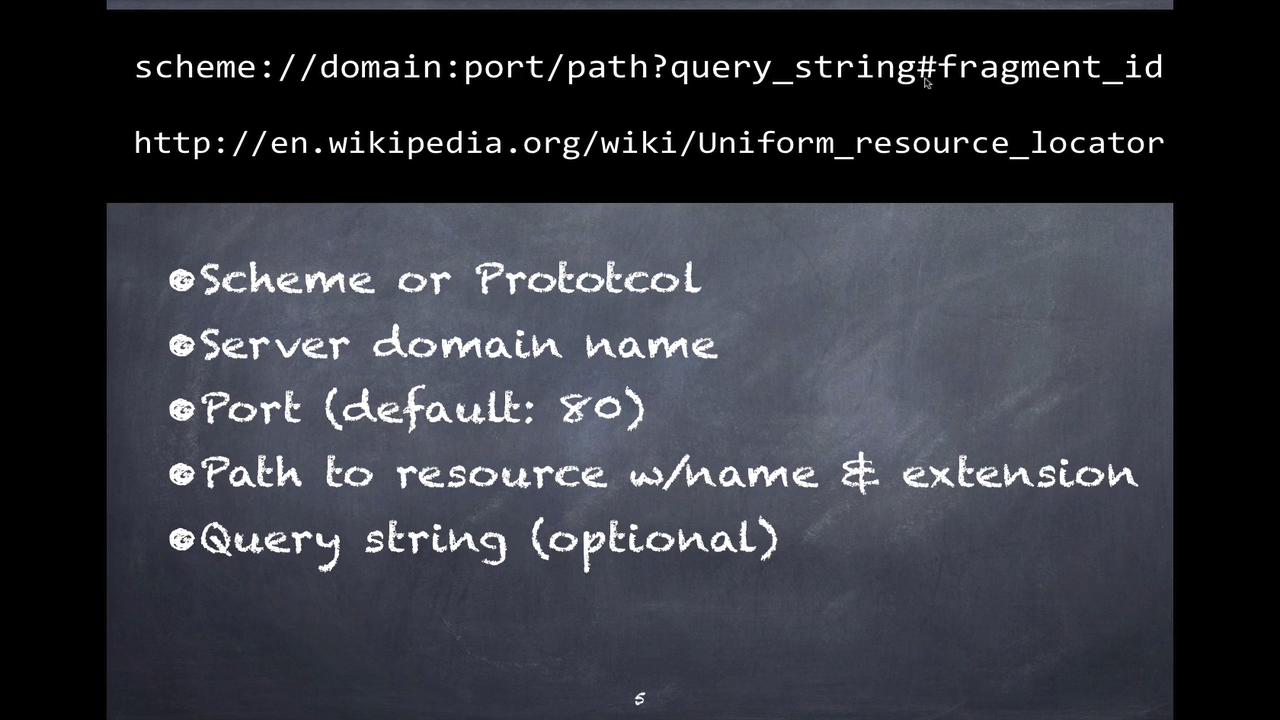 scheme://domain:port/path?query_string#fragment_id
http://en.wikipedia.org/wiki/Uniform_resource_locator
Scheme or Prototcol
Server domain name
Port (default: 80)
Path to resource w/name & extension
Query string (optional)
5